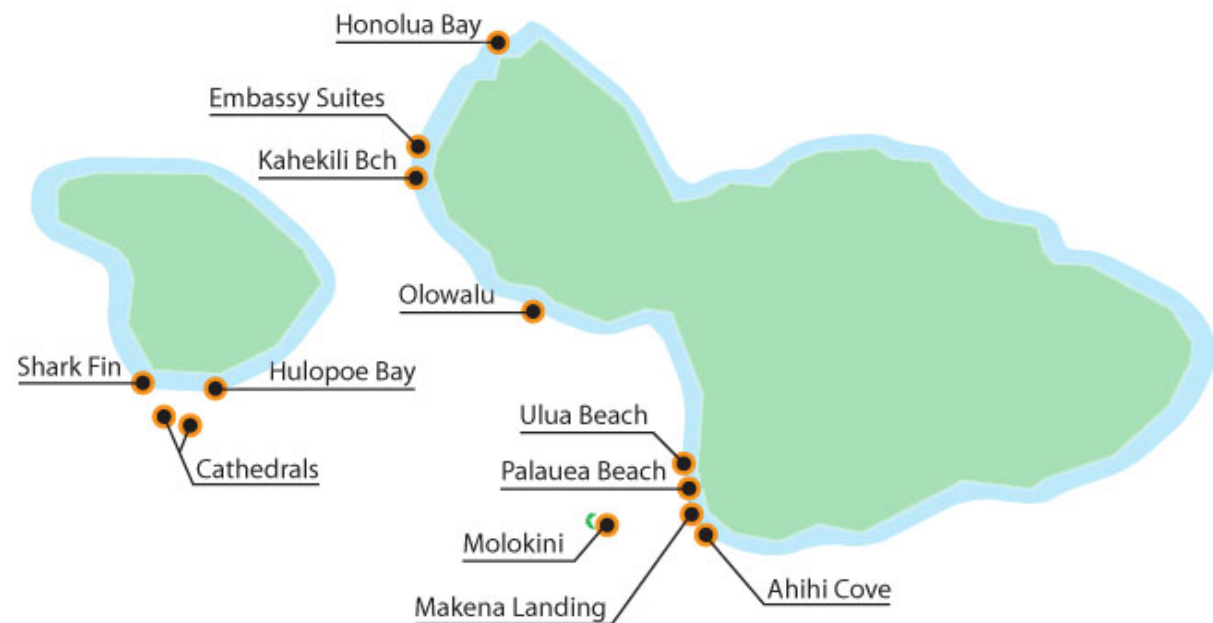 Honolua Bay
Embassy Suites
Kahekili Bch
Olowalu
Shark Fin
Hulopoe Bay
Cathedrals
Ulua Beach
Palauea Beach
Molokini
Makena Landing
Ahihi Cove